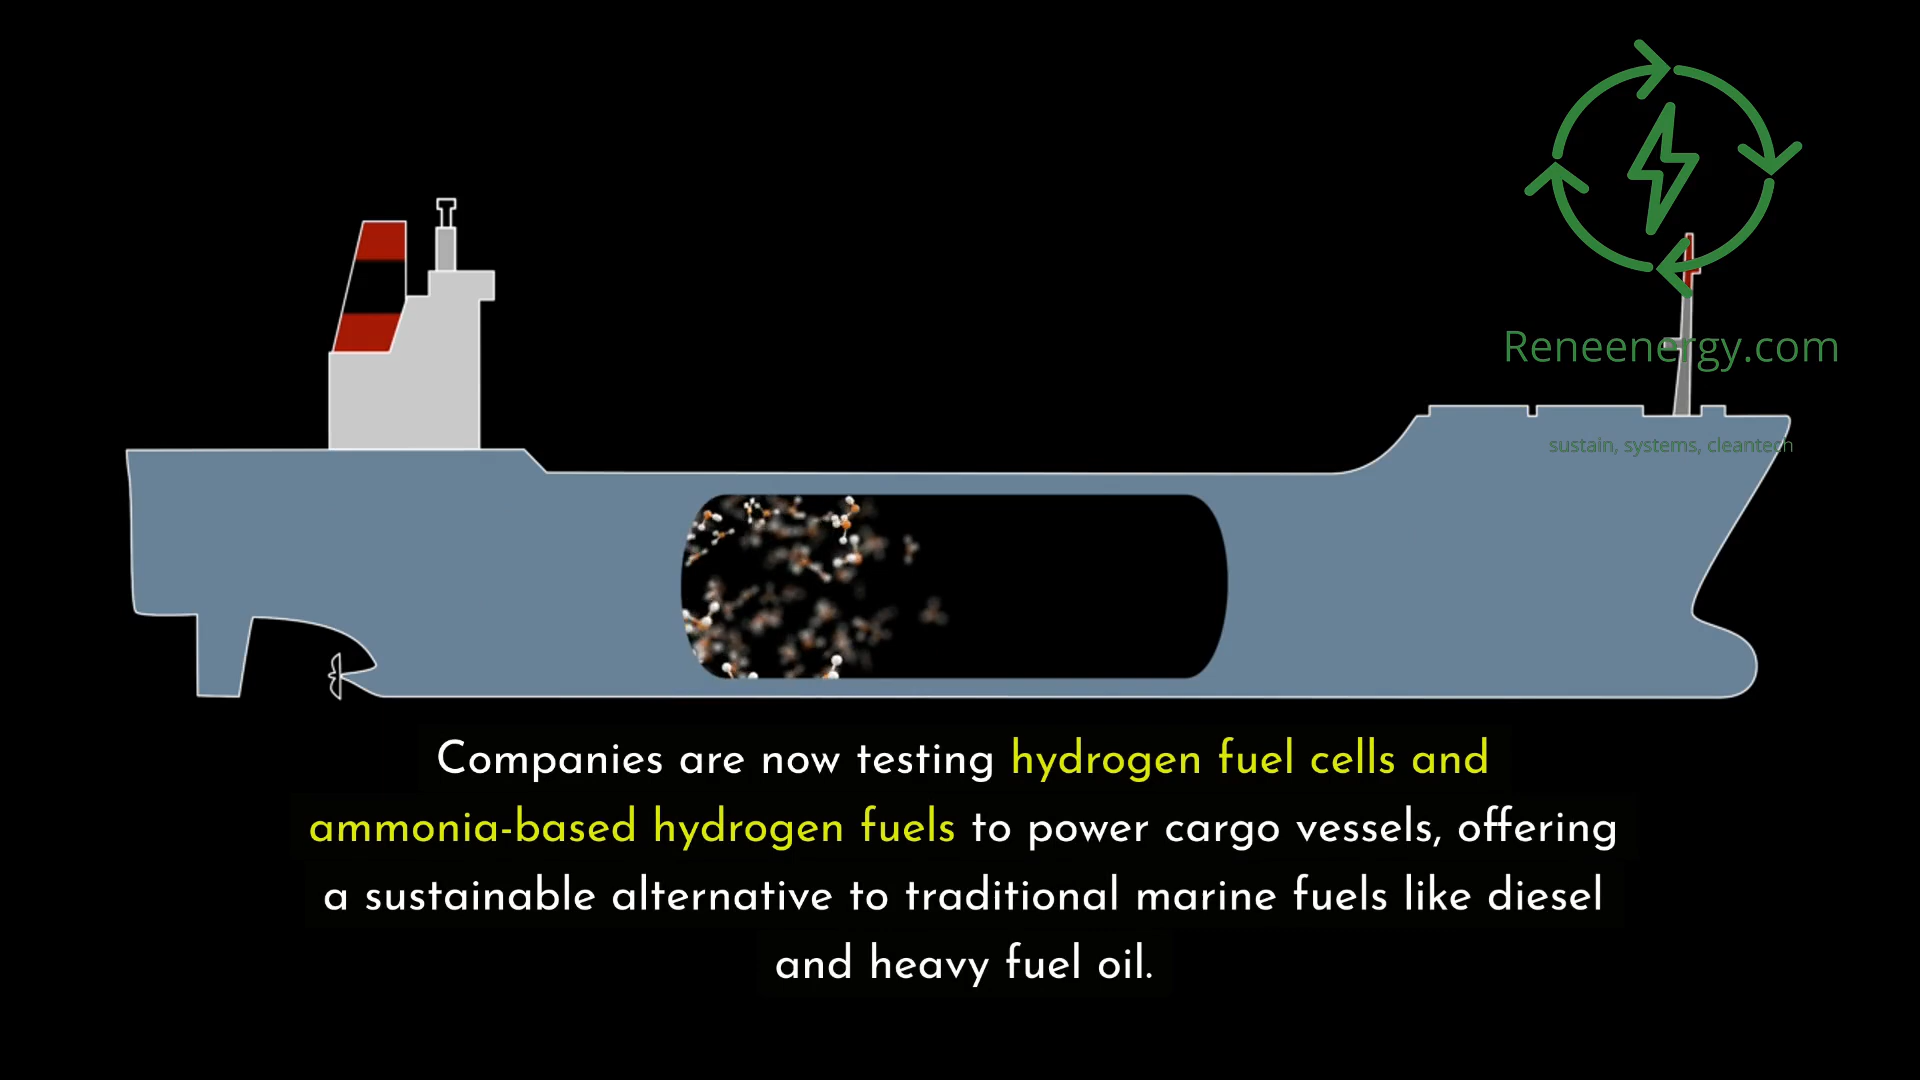 Reneenergy.com
sustain, systems, cleantech
Companies are now testing hydrogen fuel cells and
ammonia-based hydrogen fuels to power cargo vessels, offering
a sustainable alternative to traditional marine fuels like diesel
and heavy fuel oil.